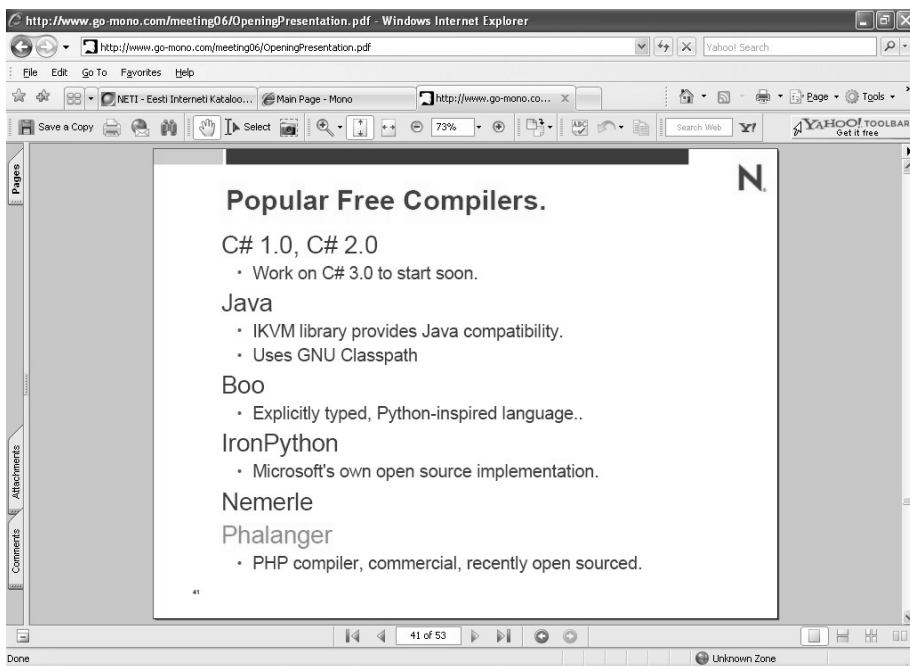 http://www.go-mono.com/meeting06/OpeningPresentation.pdf - Windows Internet Explorer
http://www.go-mono.com/meeting06/OpeningPresentation.pdf
Yahoo! Search
File Edit Go To Favorites Help
NETI - Eesti Interneti Kataloo...
Main Page - Mono
http://www.go-mono.co...
Page
Tools
Save a Copy
Select
73%
Search Web
Y!
YAHOO! TOOLBAR
Get it free
Pages
Attachments
Comments
N
Popular Free Compilers.
C# 1.0, C# 2.0
• Work on C# 3.0 to start soon.
Java
• IKVM library provides Java compatibility.
• Uses GNU Classpath
Boo
• Explicitly typed, Python-inspired language..
IronPython
• Microsoft's own open source implementation.
Nemerle
Phalanger
• PHP compiler, commercial, recently open sourced.
41
41 of 53
Done
Unknown Zone